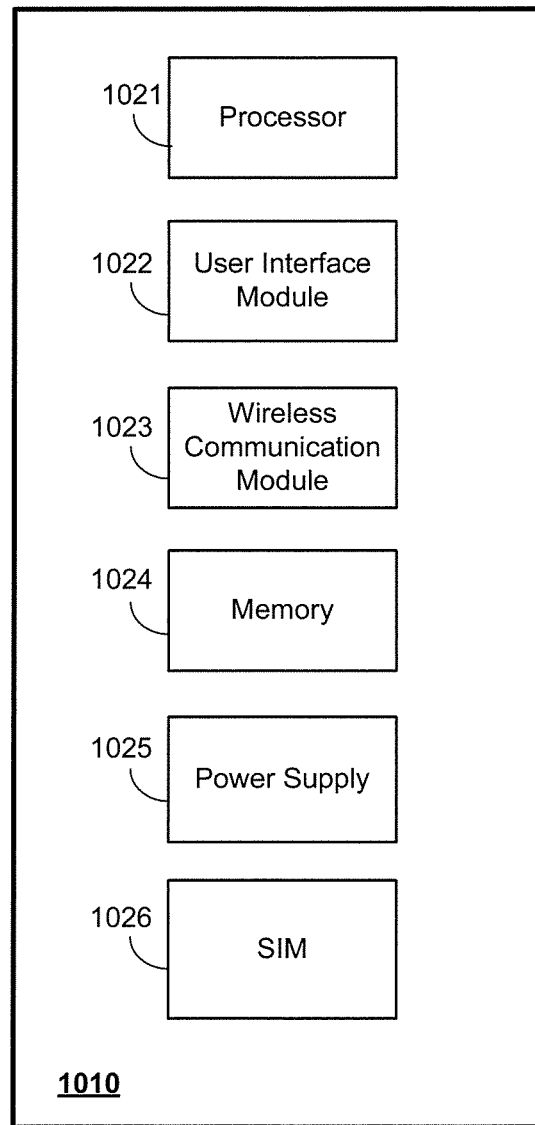 1021
Processor
1022
User Interface
Module
1023
Wireless
Communication
Module
1024
Memory
1025
Power Supply
1026
SIM
1010